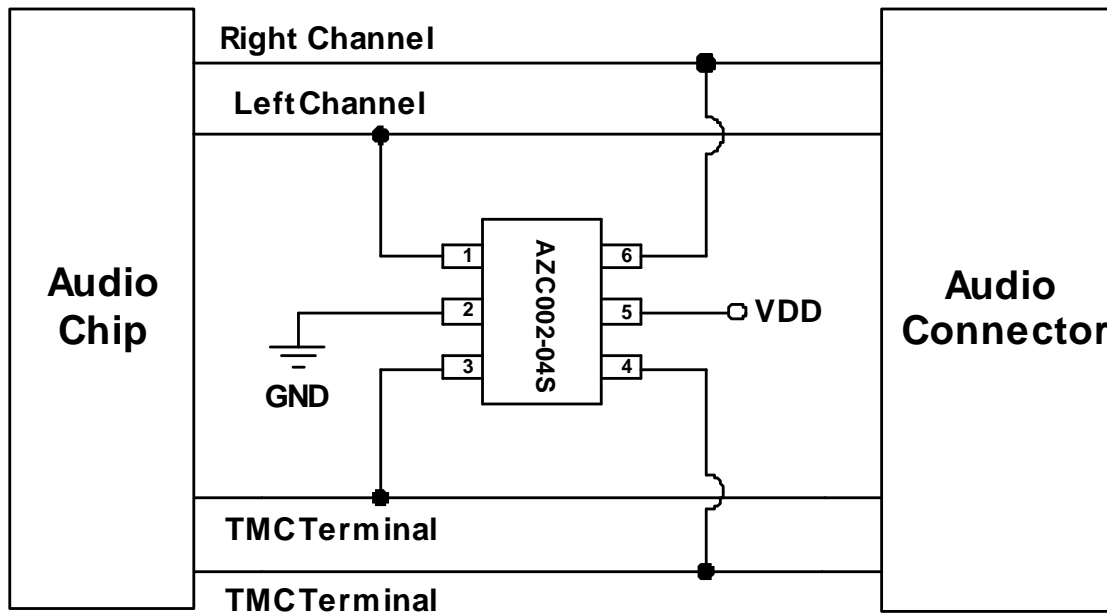 Right Channel
Left Channel
Audio
Chip
1
2
3
AZC002-04S
6
5
4
VDD
GND
Audio
Connector
TMC Terminal
TMC Terminal